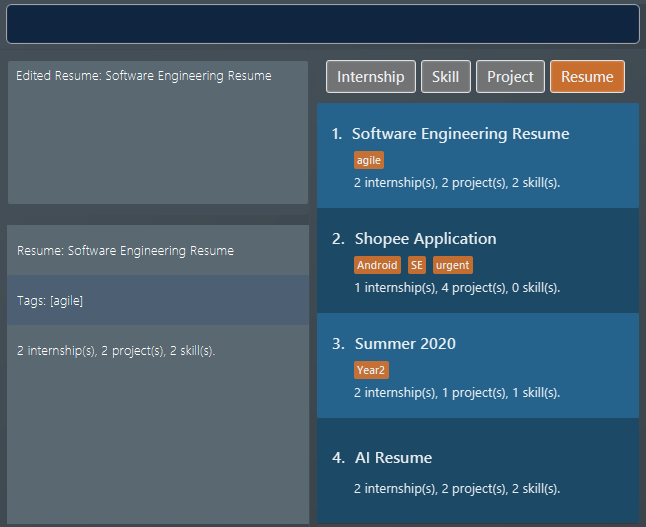 Edited Resume: Software Engineering Resume
Resume: Software Engineering Resume
Tags: [agile]
2 internship(s), 2 project(s), 2 skill(s).
Internship Skill Project Resume
1. Software Engineering Resume
agile
2 internship(s), 2 project(s), 2 skill(s).
2. Shopee Application
Android SE urgent
1 internship(s), 4 project(s), 0 skill(s).
3. Summer 2020
Year2
2 internship(s), 1 project(s), 1 skill(s).
4. AI Resume
2 internship(s), 2 project(s), 2 skill(s).